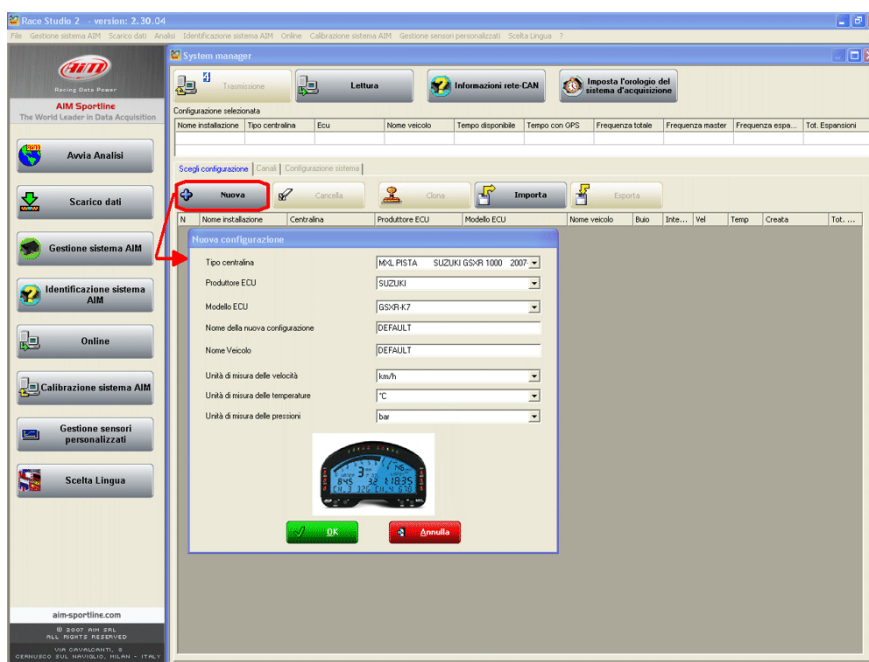 Race Studio 2 - version: 2.30.04
File Gestione sistema AIM Scarico dati Analisi Identificazione sistema AIM Online Calibrazione sistema AIM Gestione sensori personalizzati Scelta Lingua ?
AIM
Racing Data Power
AIM Sportline
The World Leader in Data Acquisition
Avvia Analisi
Scarico dati
Gestione sistema AIM
Identificazione sistema
AIM
Online
Calibrazione sistema AIM
Gestione sensori
personalizzati
Scelta Lingua
aim-sportline.com
© 2007 AIM SRL
ALL RIGHTS RESERVED
VIA CAVALCANTI, 8
CERNUSCO SUL NAVIGLIO, MILAN - ITALY
System manager
Trasmissione
Lettura
Informazioni rete-CAN
Imposta l'orologio del
sistema d'acquisizione
Configurazione selezionata
Nome installazione Tipo centralina Ecu Nome veicolo Tempo disponibile Tempo con GPS Frequenza totale Frequenza master Frequenza espa... Tot. Espansioni
Scegli configurazione Canali Configurazione sistema
Nuova Cancella Clona Importa Esporta
N Nome installazione Centralina Produttore ECU Modello ECU Nome veicolo Buio Inte... Vel Temp Creata Tot. ...
Nuova configurazione
Tipo centralina MXL PISTA SUZUKI GSXR 1000 2007-
Produttore ECU SUZUKI
Modello ECU GSXR-K7
Nome della nuova configurazione DEFAULT
Nome Veicolo DEFAULT
Unità di misura delle velocità km/h
Unità di misura delle temperature °C
Unità di misura delle pressioni bar
OK Annulla